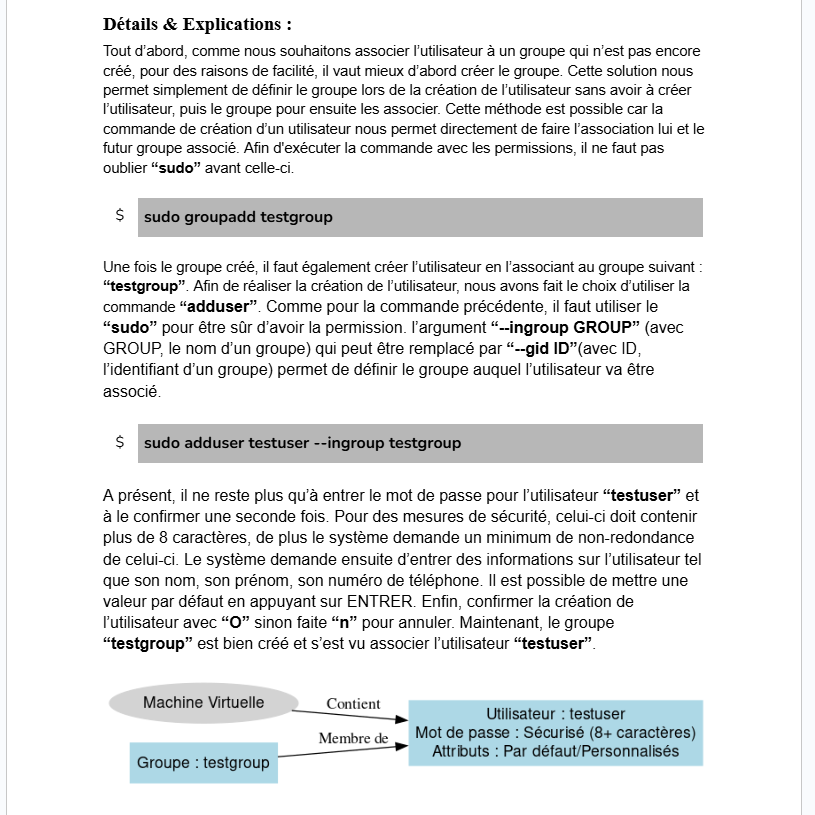 Détails & Explications :
Tout d’abord, comme nous souhaitons associer l’utilisateur à un groupe qui n’est pas encore
créé, pour des raisons de facilité, il vaut mieux d’abord créer le groupe. Cette solution nous
permet simplement de définir le groupe lors de la création de l’utilisateur sans avoir à créer
l’utilisateur, puis le groupe pour ensuite les associer. Cette méthode est possible car la
commande de création d’un utilisateur nous permet directement de faire l’association lui et le
futur groupe associé. Afin d'exécuter la commande avec les permissions, il ne faut pas
oublier “sudo” avant celle-ci.
$ sudo groupadd testgroup
Une fois le groupe créé, il faut également créer l’utilisateur en l’associant au groupe suivant :
“testgroup”. Afin de réaliser la création de l’utilisateur, nous avons fait le choix d’utiliser la
commande “adduser”. Comme pour la commande précédente, il faut utiliser le
“sudo” pour être sûr d’avoir la permission. l’argument “--ingroup GROUP” (avec
GROUP, le nom d’un groupe) qui peut être remplacé par “--gid ID”(avec ID,
l’identifiant d’un groupe) permet de définir le groupe auquel l’utilisateur va être
associé.
$ sudo adduser testuser --ingroup testgroup
A présent, il ne reste plus qu’à entrer le mot de passe pour l’utilisateur “testuser” et
à le confirmer une seconde fois. Pour des mesures de sécurité, celui-ci doit contenir
plus de 8 caractères, de plus le système demande un minimum de non-redondance
de celui-ci. Le système demande ensuite d’entrer des informations sur l’utilisateur tel
que son nom, son prénom, son numéro de téléphone. Il est possible de mettre une
valeur par défaut en appuyant sur ENTRER. Enfin, confirmer la création de
l’utilisateur avec “O” sinon faite “n” pour annuler. Maintenant, le groupe
“testgroup” est bien créé et s’est vu associer l’utilisateur “testuser”.
Machine Virtuelle
Contient
Utilisateur : testuser
Mot de passe : Sécurisé (8+ caractères)
Attributs : Par défaut/Personnalisés
Membre de
Groupe : testgroup